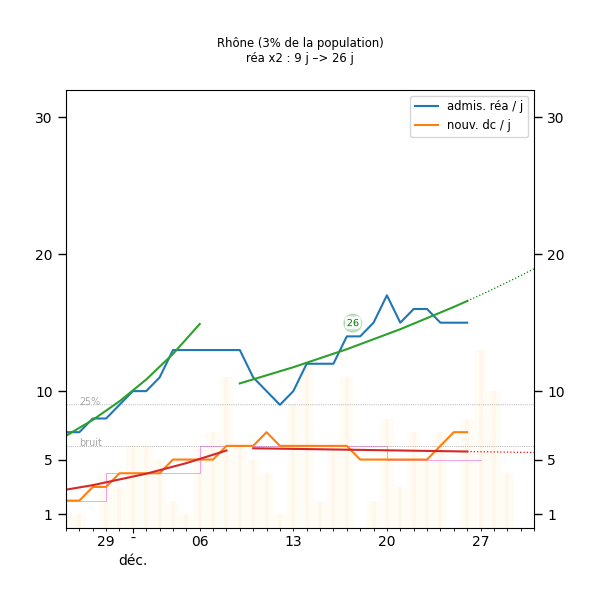 Rhône (3% de la population)
réa x2 : 9 j –> 26 j
admis. réa / j
nouv. dc / j
30 30
20 20
26
10 10
25%
bruit
5 5
1 1
29 - 06 13 20 27
déc.